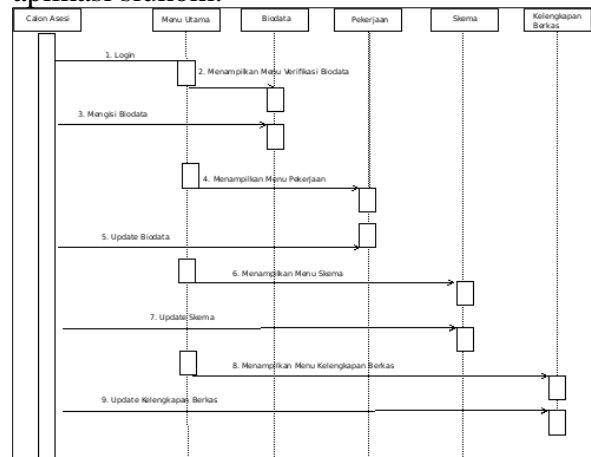 aplikasi sidhom.
Calon Asesi
Menu Utama
Biodata
Pekerjaan
Skema
Kelengkapan
Berkas
1. Login
2. Menampilkan Menu Verifikasi Biodata
3. Mengisi Biodata
4. Menampilkan Menu Pekerjaan
5. Update Biodata
6. Menampilkan Menu Skema
7. Update Skema
8. Menampilkan Menu Kelengkapan Berkas
9. Update Kelengkapan Berkas